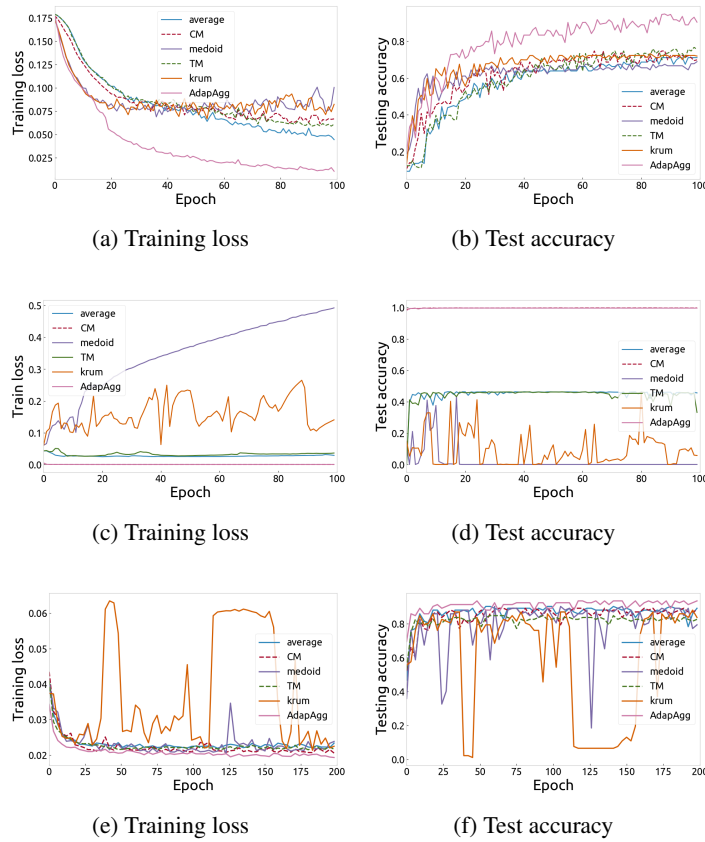 Training loss
0.175
0.150
0.125
0.100
0.075
0.050
0.025
0
20
40
60
80
100
Epoch
average
CM
medoid
TM
krum
AdapAgg
(a) Training loss
Testing accuracy
0.8
0.6
0.4
0.2
0
20
40
60
80
100
Epoch
average
CM
medoid
TM
krum
AdapAgg
(b) Test accuracy
Train loss
0.5
0.4
0.3
0.2
0.1
0.0
0
20
40
60
80
100
Epoch
average
CM
medoid
TM
krum
AdapAgg
(c) Training loss
Test accuracy
1.0
0.8
0.6
0.4
0.2
0.0
0
20
40
60
80
100
Epoch
average
CM
medoid
TM
krum
AdapAgg
(d) Test accuracy
Training loss
0.06
0.05
0.04
0.03
0.02
0
25
50
75
100
125
150
175
200
Epoch
average
CM
medoid
TM
krum
AdapAgg
(e) Training loss
Testing accuracy
0.8
0.6
0.4
0.2
0.0
0
25
50
75
100
125
150
175
200
Epoch
average
CM
medoid
TM
krum
AdapAgg
(f) Test accuracy